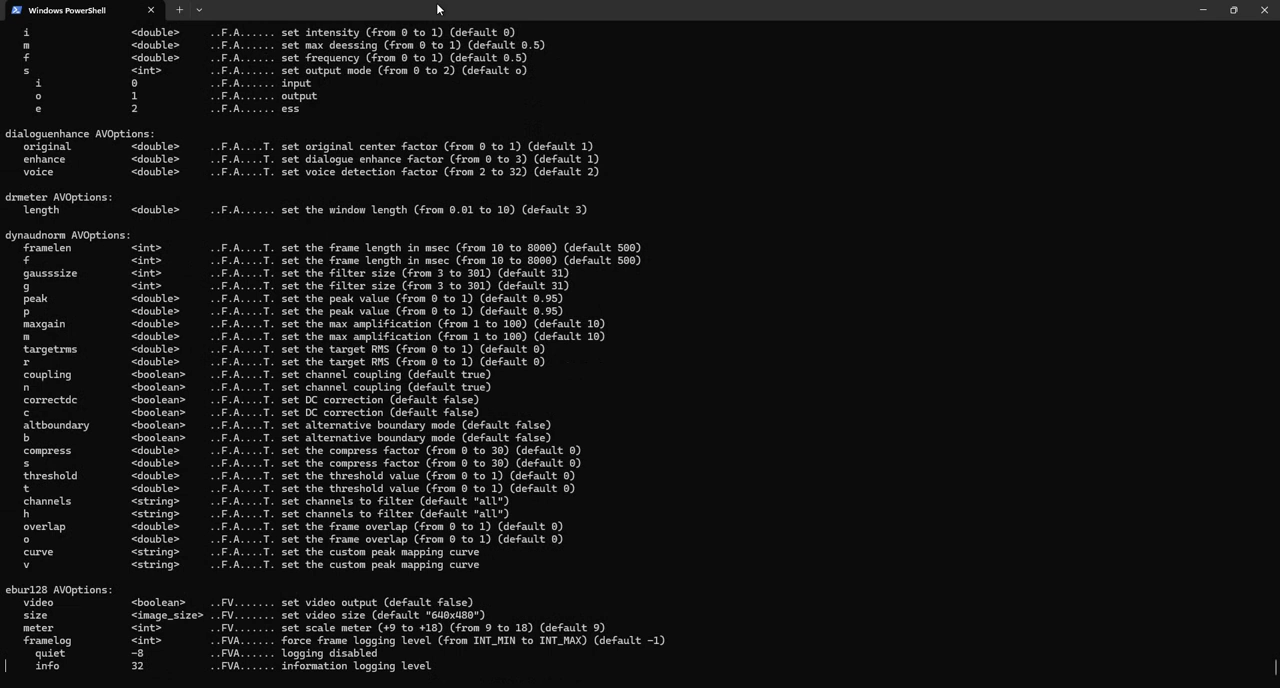 Windows PowerShell
i <double> ..F.A...... set intensity (from 0 to 1) (default 0)
m <double> ..F.A...... set max deessing (from 0 to 1) (default 0.5)
f <double> ..F.A...... set frequency (from 0 to 1) (default 0.5)
s <int> ..F.A...... set output mode (from 0 to 2) (default o)
i 0 ..F.A...... input
o 1 ..F.A...... output
e 2 ..F.A...... ess
dialoguenhance AVOptions:
original <double> ..F.A....T. set original center factor (from 0 to 1) (default 1)
enhance <double> ..F.A....T. set dialogue enhance factor (from 0 to 3) (default 1)
voice <double> ..F.A....T. set voice detection factor (from 2 to 32) (default 2)
drmeter AVOptions:
length <double> ..F.A...... set the window length (from 0.01 to 10) (default 3)
dynaudnorm AVOptions:
framelen <int> ..F.A....T. set the frame length in msec (from 10 to 8000) (default 500)
f <int> ..F.A....T. set the frame length in msec (from 10 to 8000) (default 500)
gausssize <int> ..F.A....T. set the filter size (from 3 to 301) (default 31)
g <int> ..F.A....T. set the filter size (from 3 to 301) (default 31)
peak <double> ..F.A....T. set the peak value (from 0 to 1) (default 0.95)
p <double> ..F.A....T. set the peak value (from 0 to 1) (default 0.95)
maxgain <double> ..F.A....T. set the max amplification (from 1 to 100) (default 10)
m <double> ..F.A....T. set the max amplification (from 1 to 100) (default 10)
targetrms <double> ..F.A....T. set the target RMS (from 0 to 1) (default 0)
r <double> ..F.A....T. set the target RMS (from 0 to 1) (default 0)
coupling <boolean> ..F.A....T. set channel coupling (default true)
n <boolean> ..F.A....T. set channel coupling (default true)
correctdc <boolean> ..F.A....T. set DC correction (default false)
c <boolean> ..F.A....T. set DC correction (default false)
altboundary <boolean> ..F.A....T. set alternative boundary mode (default false)
b <boolean> ..F.A....T. set alternative boundary mode (default false)
compress <double> ..F.A....T. set the compress factor (from 0 to 30) (default 0)
s <double> ..F.A....T. set the compress factor (from 0 to 30) (default 0)
threshold <double> ..F.A....T. set the threshold value (from 0 to 1) (default 0)
t <double> ..F.A....T. set the threshold value (from 0 to 1) (default 0)
channels <string> ..F.A....T. set channels to filter (default "all")
h <string> ..F.A....T. set channels to filter (default "all")
overlap <double> ..F.A....T. set the frame overlap (from 0 to 1) (default 0)
o <double> ..F.A....T. set the frame overlap (from 0 to 1) (default 0)
curve <string> ..F.A....T. set the custom peak mapping curve
v <string> ..F.A....T. set the custom peak mapping curve
ebur128 AVOptions:
video <boolean> ..FV....... set video output (default false)
size <image_size> ..FV....... set video size (default "640x480")
meter <int> ..FV....... set scale meter (+9 to +18) (from 9 to 18) (default 9)
framelog <int> ..FVA...... force frame logging level (from INT_MIN to INT_MAX) (default -1)
quiet -8 ..FVA...... logging disabled
info 32 ..FVA...... information logging level